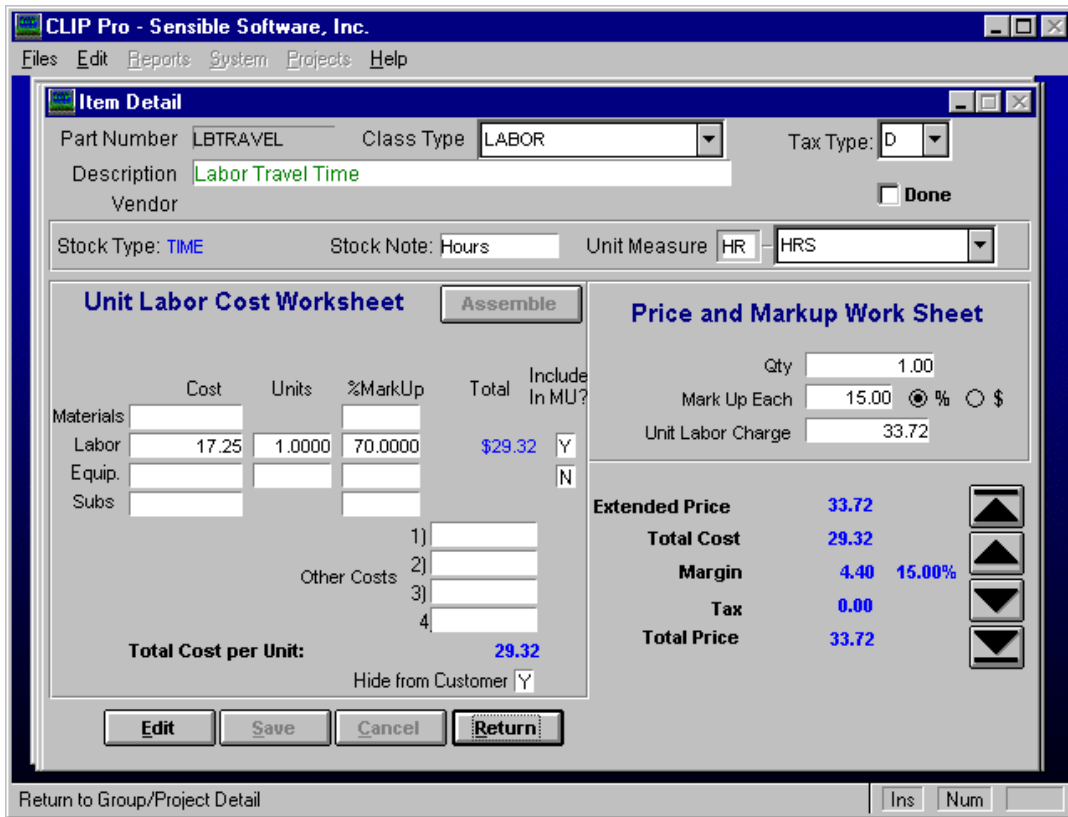 CLIP Pro - Sensible Software, Inc.
Files Edit Reports System Projects Help
Item Detail
Part Number LBTRAVEL Class Type LABOR Tax Type: D
Description Labor Travel Time
Vendor Done
Stock Type: TIME Stock Note: Hours Unit Measure HR - HRS
Unit Labor Cost Worksheet Assemble
Cost Units %MarkUp Total Include In MU?
Materials
Labor 17.25 1.0000 70.0000 $29.32 Y
Equip. N
Subs
Other Costs
1)
2)
3)
4
Total Cost per Unit: 29.32
Hide from Customer Y
Price and Markup Work Sheet
Qty 1.00
Mark Up Each 15.00 % $
Unit Labor Charge 33.72
Extended Price 33.72
Total Cost 29.32
Margin 4.40 15.00%
Tax 0.00
Total Price 33.72
Edit Save Cancel Return
Return to Group/Project Detail Ins Num